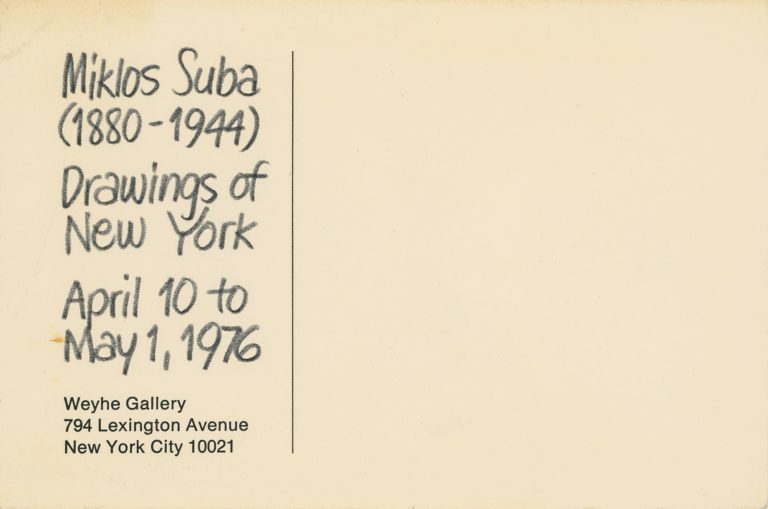 Miklos Suba
(1880-1944)
Drawings of
New York
April 10 to
May 1, 1976
Weyhe Gallery
794 Lexington Avenue
New York City 10021